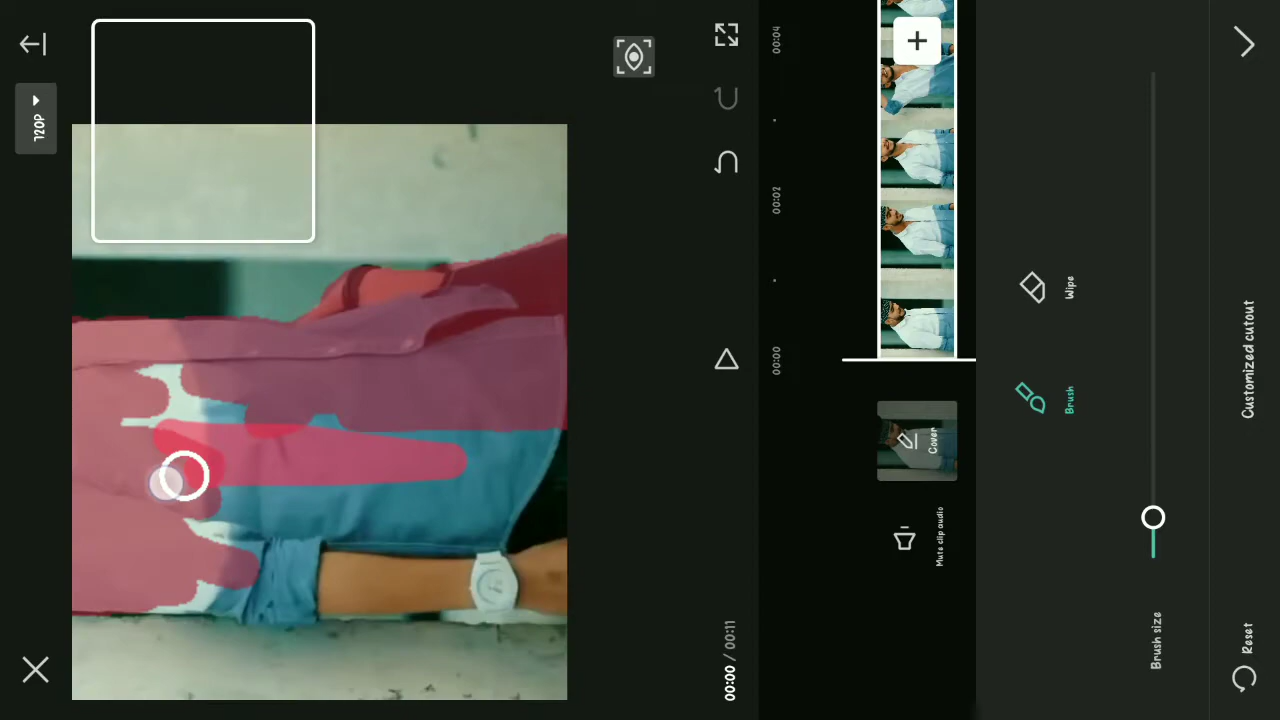 720P
00:00 / 00:11
00:00
00:02
00:04
Mute clip audio
Cover
Brush
Wipe
Brush size
Reset
Customized cutout